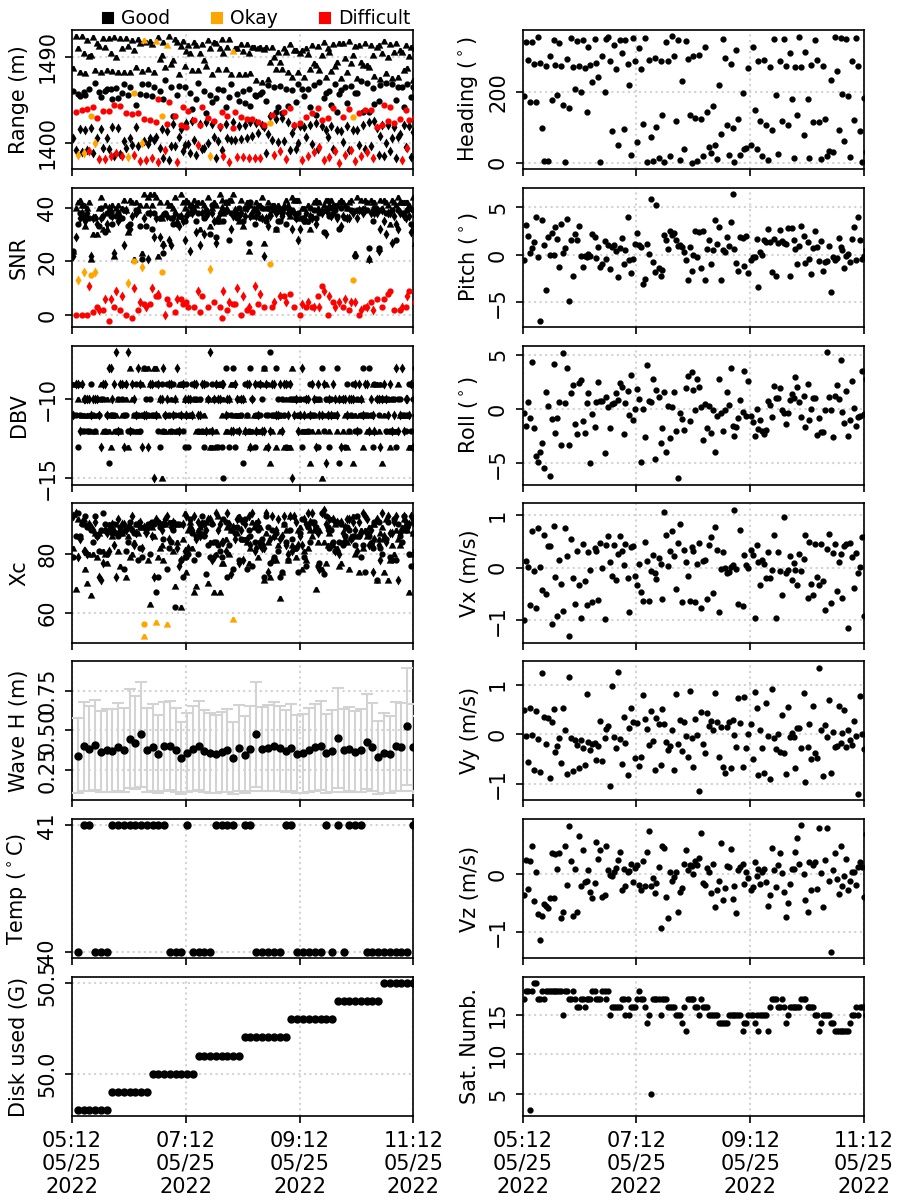 Good Okay Difficult
Range (m)
1490
1400
Heading (°)
200
0
SNR
40
20
0
Pitch (°)
5
0
−5
DBV
−10
−15
Roll (°)
5
0
−5
Xc
80
60
Vx (m/s)
1
0
−1
Wave H (m)
0.75
0.50
0.25
Vy (m/s)
1
0
−1
Temp (°C)
41
40
Vz (m/s)
0
−1
Disk used (G)
50.5
50.0
Sat. Numb.
15
10
5
05:12 07:12 09:12 11:12
05/25 05/25 05/25 05/25
2022 2022 2022 2022
05:12 07:12 09:12 11:12
05/25 05/25 05/25 05/25
2022 2022 2022 2022